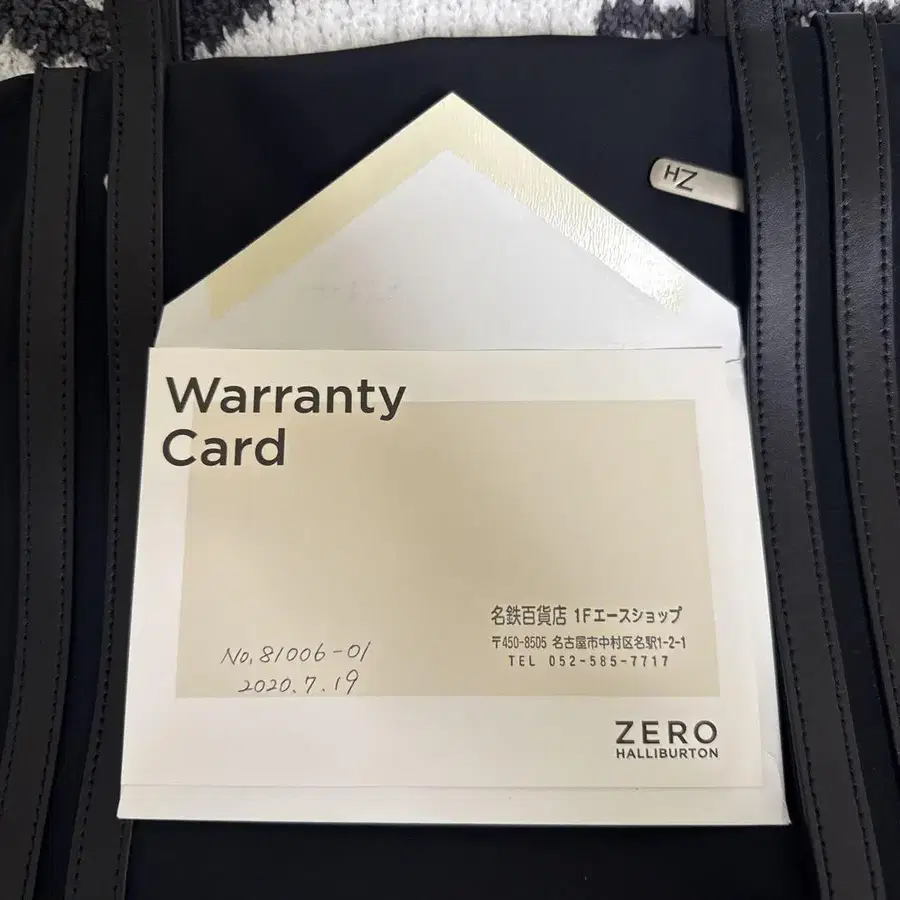 HZ
Warranty
Card
名鉄百貨店 1Fエースショップ
〒450-8505 名古屋市中村区名駅1-2-1
TEL 052-585-7717
No,81006-01
2020.7.19
ZERO
HALLIBURTON